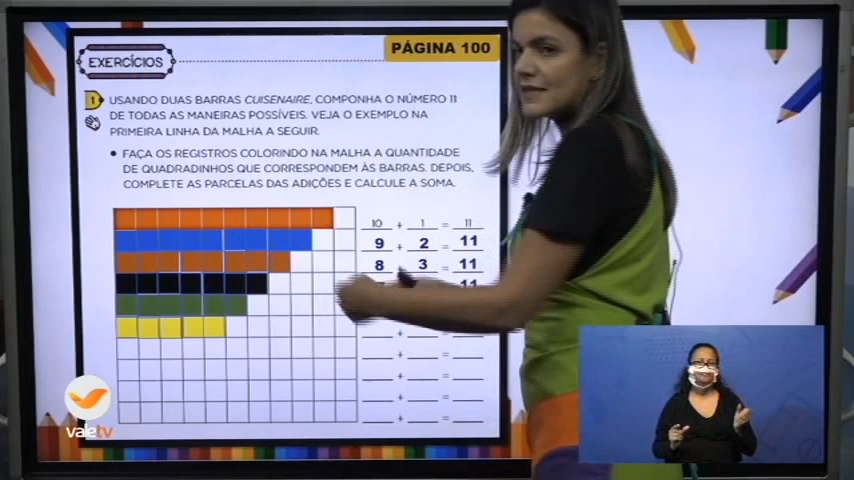 PÁGINA 100
EXERCÍCIOS
1 USANDO DUAS BARRAS CUISENAIRE, COMPONHA O NÚMERO 11
DE TODAS AS MANEIRAS POSSÍVEIS. VEJA O EXEMPLO NA
PRIMEIRA LINHA DA MALHA A SEGUIR.
• FAÇA OS REGISTROS COLORINDO NA MALHA A QUANTIDADE
DE QUADRADINHOS QUE CORRESPONDEM ÀS BARRAS. DEPOIS,
COMPLETE AS PARCELAS DAS ADIÇÕES E CALCULE A SOMA.
10 + 1 = 11
9 + 2 = 11
8 + 3 = 11
11
valetv